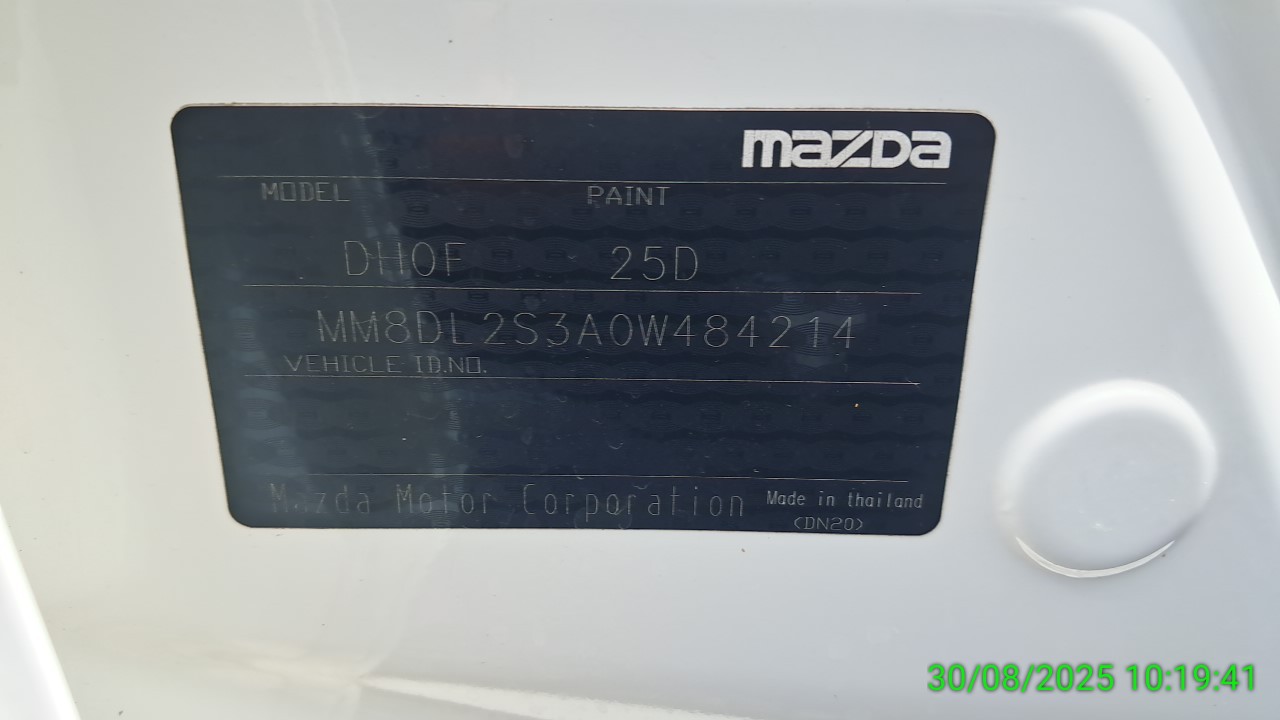 mazda
MODEL PAINT
DH0F 25D
MM8DL2S3A0W484214
VEHICLE ID.NO.
Mazda Motor Corporation Made in thailand
(DN20)
30/08/2025 10:19:41